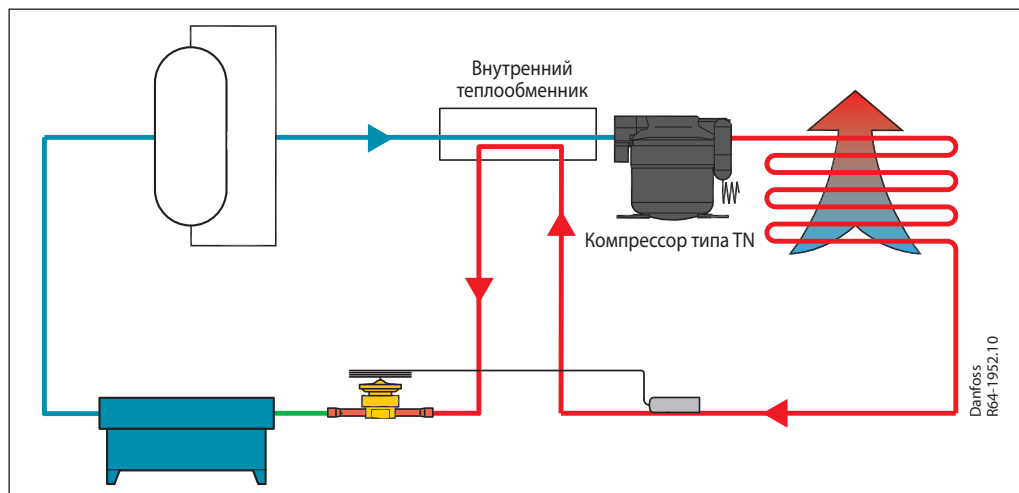 Внутренний
теплообменник
Компрессор типа TN
Danfoss
R64-1952.10